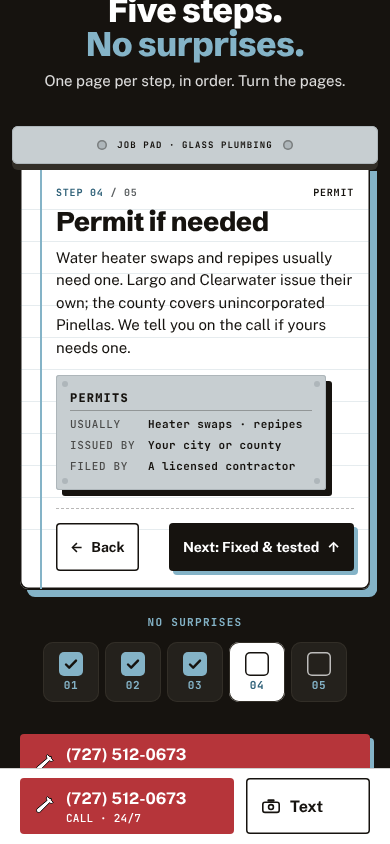 Five steps.
No surprises.
One page per step, in order. Turn the pages.
JOB PAD · GLASS PLUMBING
STEP 04 / 05 PERMIT
Permit if needed
Water heater swaps and repipes usually
need one. Largo and Clearwater issue their
own; the county covers unincorporated
Pinellas. We tell you on the call if yours
needs one.
PERMITS
USUALLY Heater swaps · repipes
ISSUED BY Your city or county
FILED BY A licensed contractor
← Back
Next: Fixed & tested ↑
NO SURPRISES
01 02 03 04 05
(727) 512-0673
(727) 512-0673
CALL · 24/7
Text